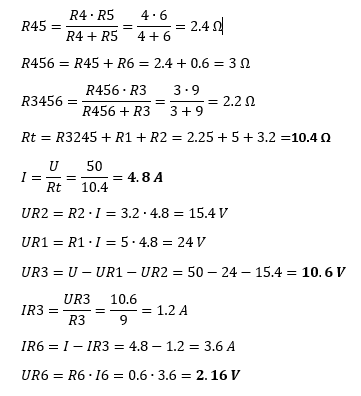 R45 = R4 · R5 / R4 + R5 = 4 · 6 / 4 + 6 = 2.4 Ω
R456 = R45 + R6 = 2.4 + 0.6 = 3 Ω
R3456 = R456 · R3 / R456 + R3 = 3 · 9 / 3 + 9 = 2.2 Ω
Rt = R3245 + R1 + R2 = 2.25 + 5 + 3.2 =10.4 Ω
I = U / Rt = 50 / 10.4 = 4.8 A
UR2 = R2 · I = 3.2 · 4.8 = 15.4 V
UR1 = R1 · I = 5 · 4.8 = 24 V
UR3 = U − UR1 − UR2 = 50 − 24 − 15.4 = 10.6 V
IR3 = UR3 / R3 = 10.6 / 9 = 1.2 A
IR6 = I − IR3 = 4.8 − 1.2 = 3.6 A
UR6 = R6 · I6 = 0.6 · 3.6 = 2.16 V